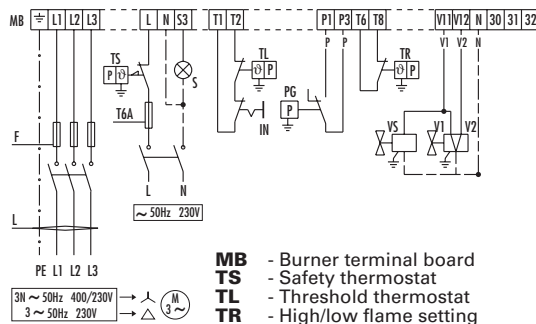 MB L1 L2 L3 L N S3 T1 T2 P1 P3 T6 T8 V11 V12 N 30 31 32
P P V1 V2 N
TS P ϑ TL ϑ P TR ϑ P
S
T6A PG P
F IN VS V1 V2
L N
L ~ 50Hz 230V
PE L1 L2 L3
MB - Burner terminal board
TS - Safety thermostat
3N ~ 50Hz 400/230V M
TL - Threshold thermostat
3 ~ 50Hz 230V 3~
TR - High/low flame setting